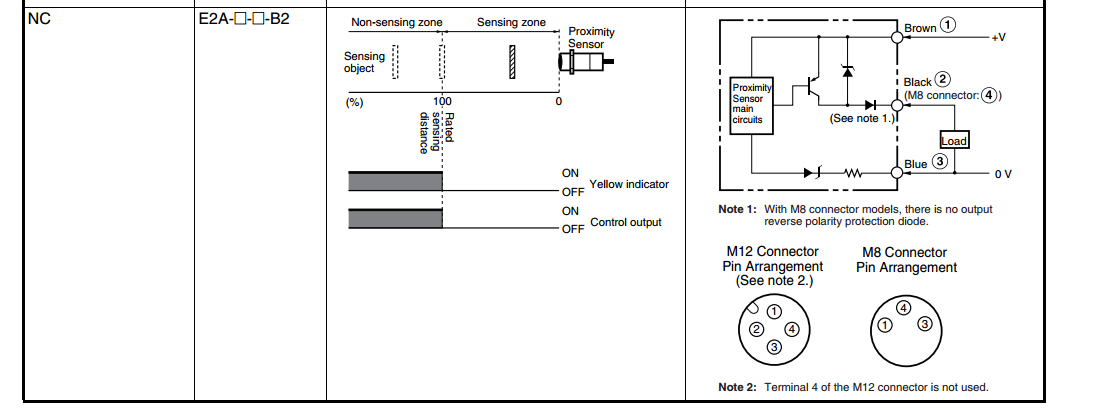 NC
E2A-□-□-B2
Non-sensing zone
Sensing zone
Proximity
Sensor
Sensing
object
(%)
100
0
Rated
sensing
distance
ON
OFF
Yellow indicator
ON
OFF
Control output
Brown ①
+V
Black ②
(M8 connector: ④)
Proximity
Sensor
main
circuits
(See note 1.)
Load
Blue ③
0 V
Note 1: With M8 connector models, there is no output
reverse polarity protection diode.
M12 Connector
Pin Arrangement
(See note 2.)
① ② ④ ③
M8 Connector
Pin Arrangement
④ ① ③
Note 2: Terminal 4 of the M12 connector is not used.